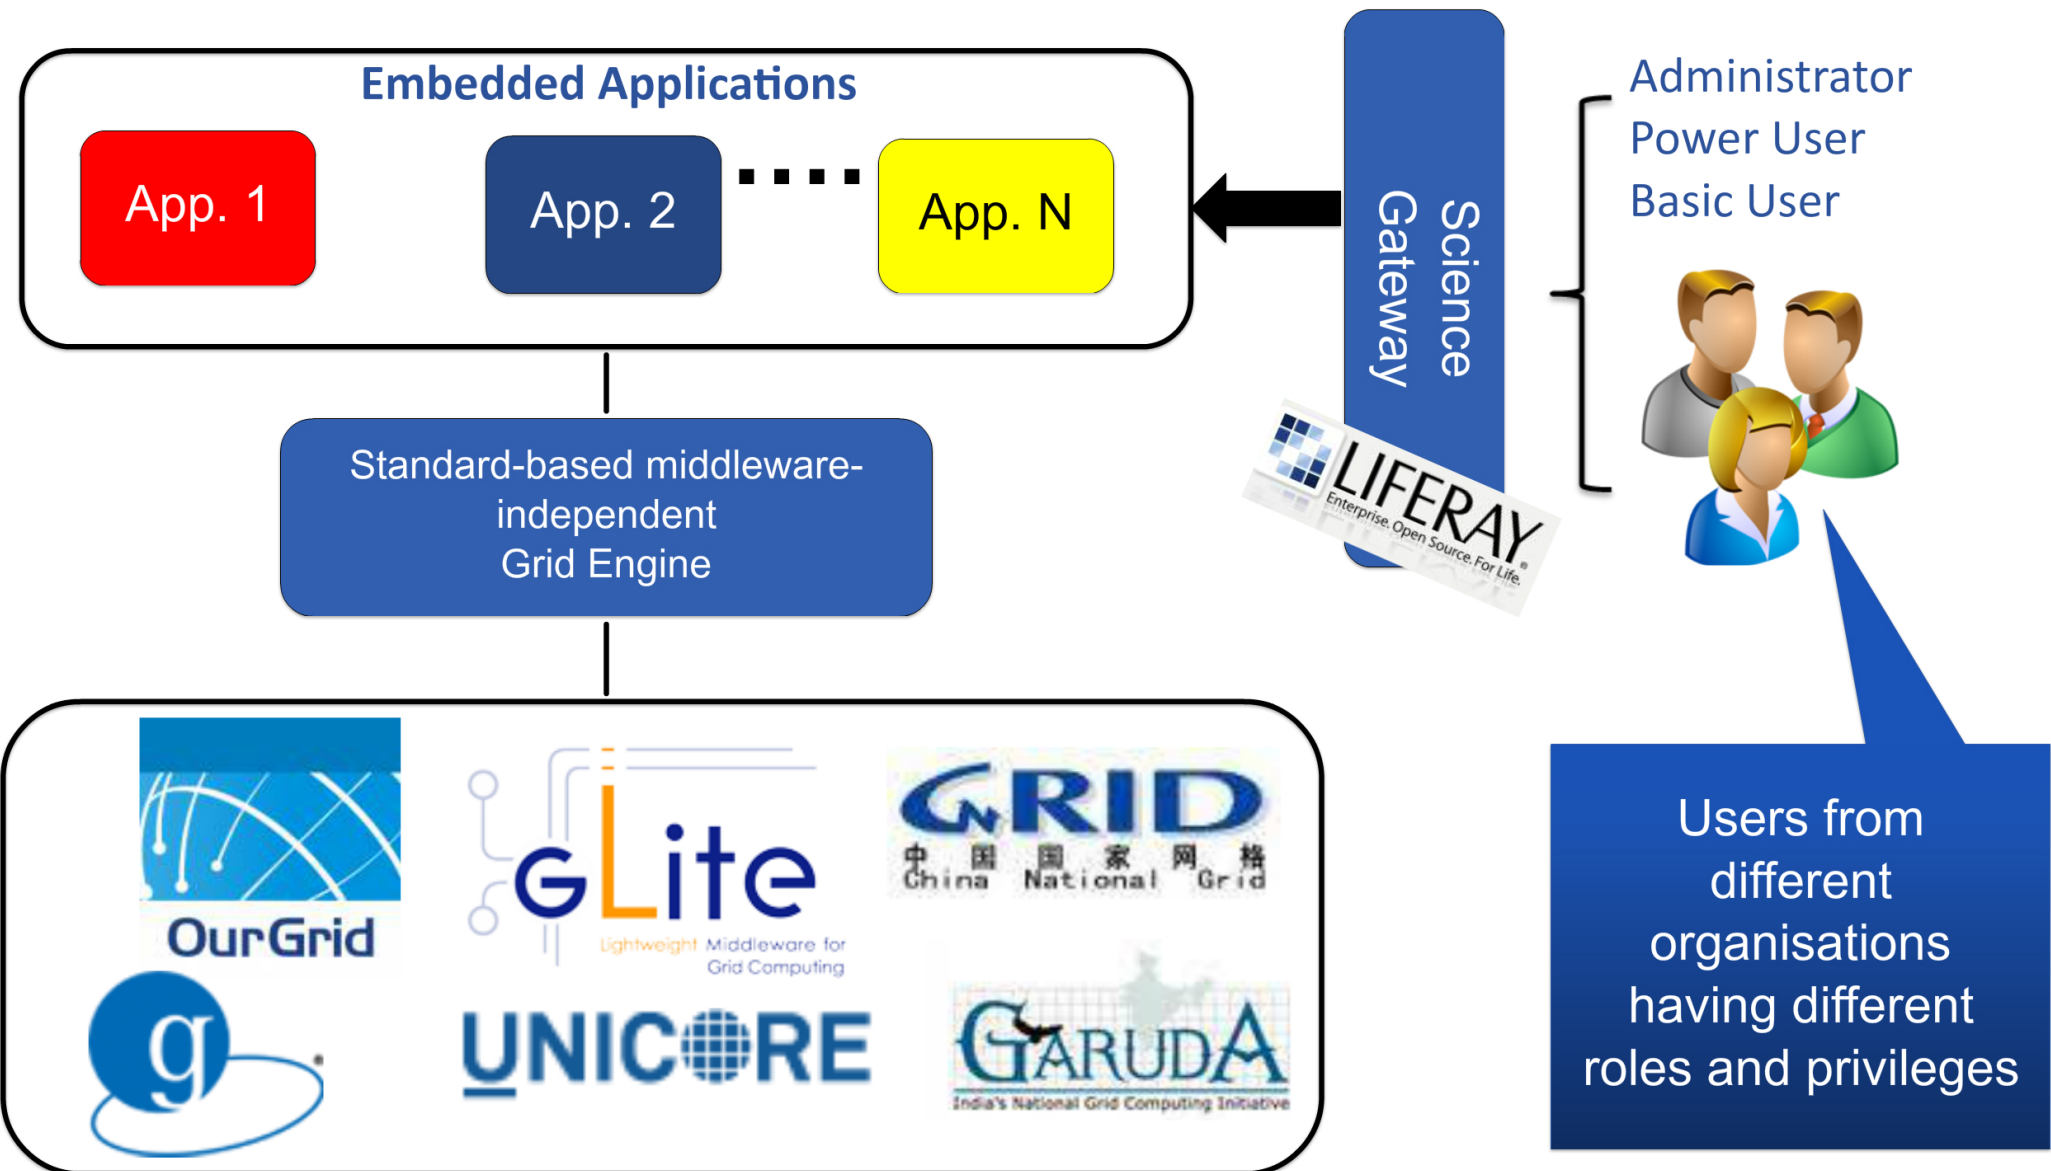 Embedded Applications
App. 1
App. 2
App. N
Science
Gateway
LIFERAY
Enterprise. Open Source. For Life.
Administrator
Power User
Basic User
Standard-based middleware-
independent
Grid Engine
OurGrid
gLite
Lightweight Middleware for
Grid Computing
GRID
中国国家网格
China National Grid
g
UNICORE
GARUDA
India's National Grid Computing Initiative
Users from
different
organisations
having different
roles and privileges